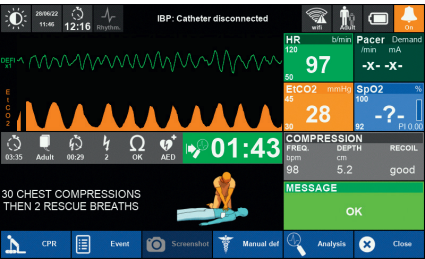 28/06/22
11:46
12:16
Rhythm.
IBP: Catheter disconnected
wifi
Adult
On
DEFI
HR b/min
120
97
50
Pacer Demand
/min mA
-x- -x-
EtCO2
EtCO2 mmHg
45
28
30
SpO2 %
100
-?-
92 PI 0.00
03:35
Adult
00:29
4
Ω
OK
AED
01:43
COMPRESSION
FREQ. DEPTH RECOIL
bpm cm
98 5.2 good
30 CHEST COMPRESSIONS
THEN 2 RESCUE BREATHS
MESSAGE
OK
CPR
Event
Screenshot
Manual def
Analysis
Close